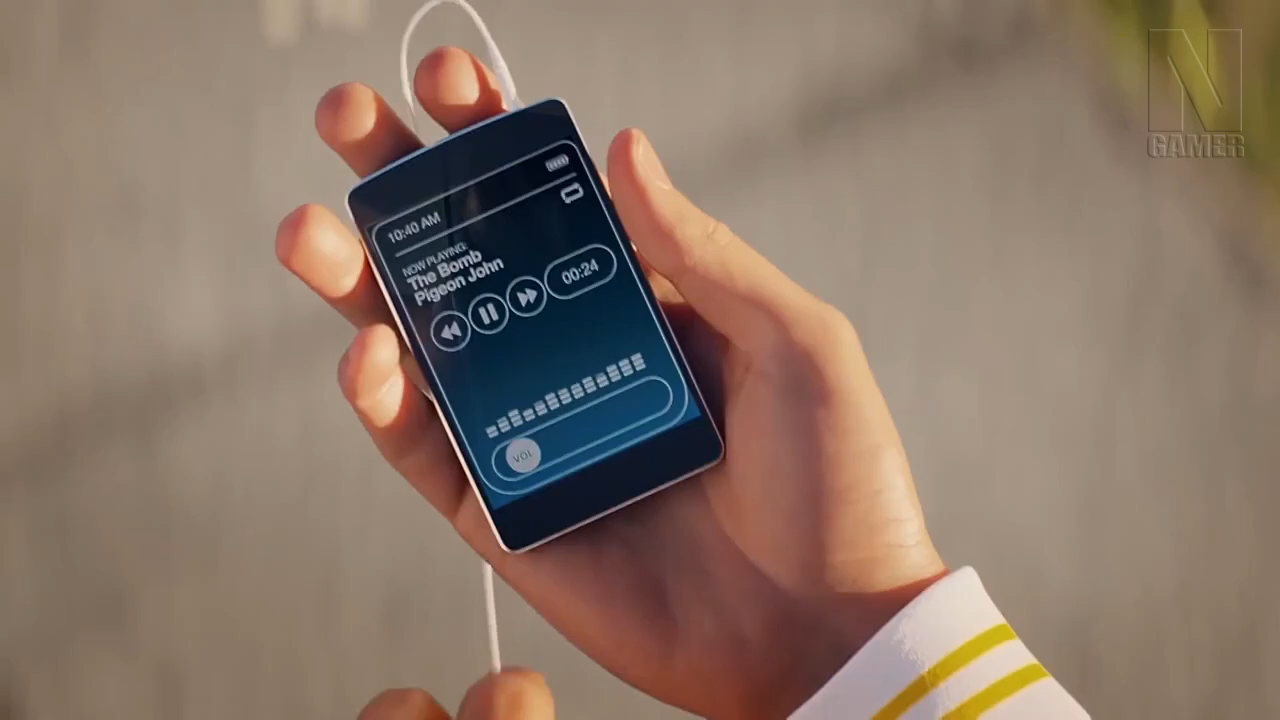 N
GAMER
10:40 AM
NOW PLAYING:
The Bomb
Pigeon John
00:24
VOL